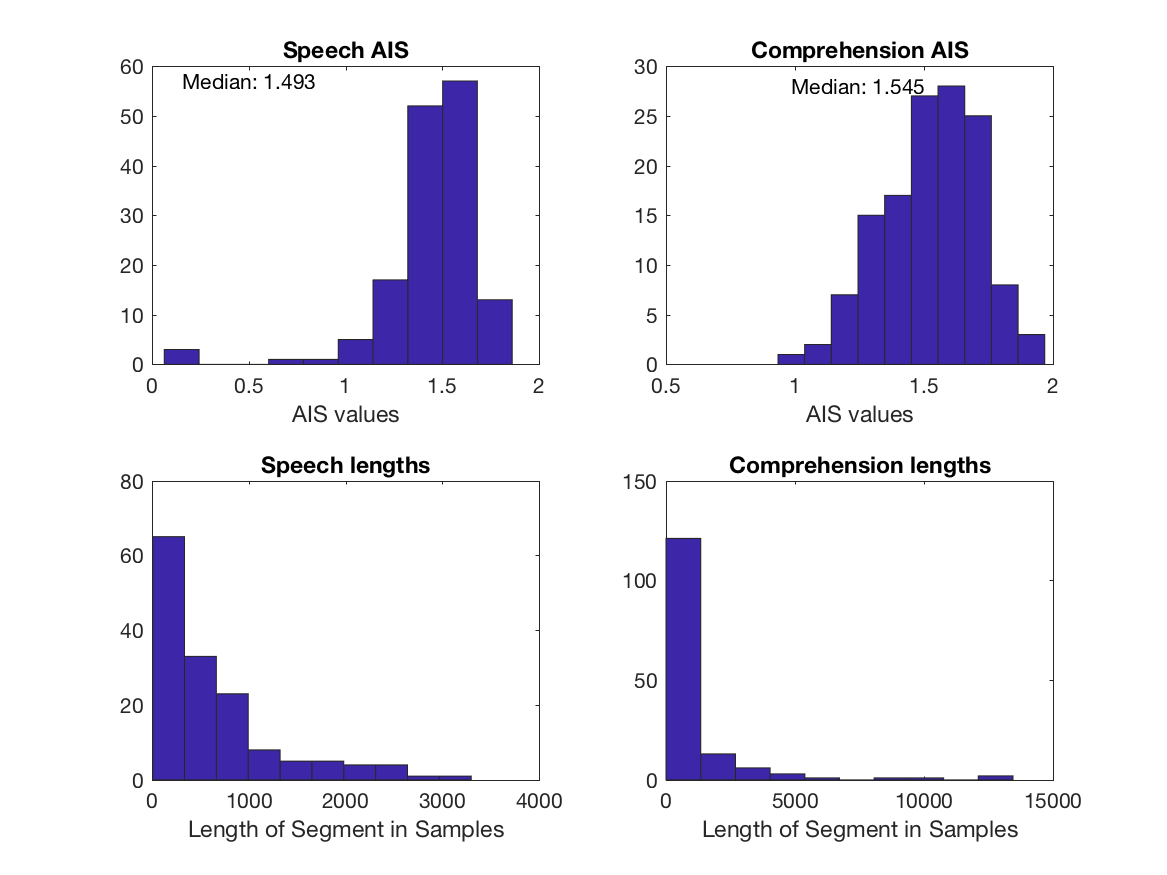 Speech AIS
Median: 1.493
60
50
40
30
20
10
0
0 0.5 1 1.5 2
AIS values
Comprehension AIS
Median: 1.545
30
25
20
15
10
5
0
0.5 1 1.5 2
AIS values
Speech lengths
80
60
40
20
0
0 1000 2000 3000 4000
Length of Segment in Samples
Comprehension lengths
150
100
50
0
0 5000 10000 15000
Length of Segment in Samples